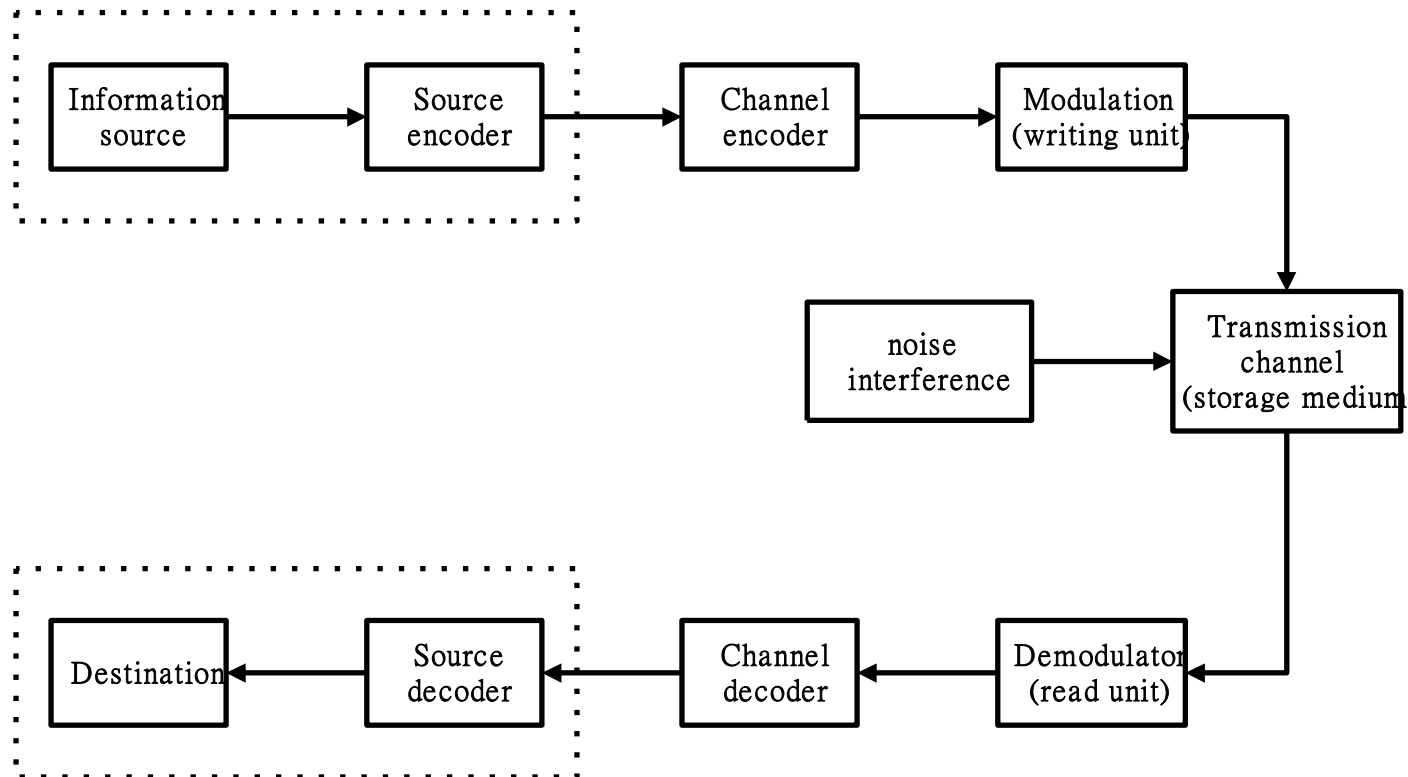 Information
source
Source
encoder
Channel
encoder
Modulation
(writing unit)
noise
interference
Transmission
channel
(storage medium
Destination
Source
decoder
Channel
decoder
Demodulator
(read unit)